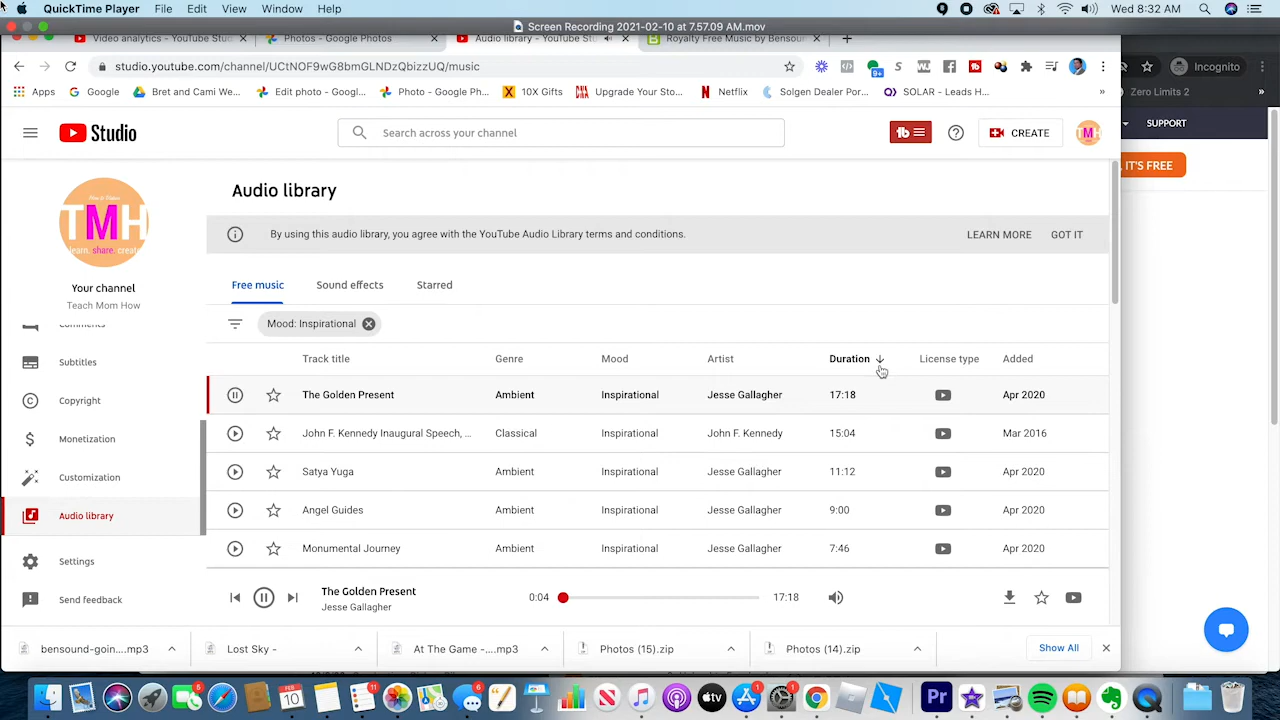 QuickTime Player File Edit View Window Help
Wed Feb 10 8:32 AM
Screen Recording 2021-02-10 at 7.57.09 AM.mov
Video analytics - YouTube Stu
Photos - Google Photos
Audio library - YouTube Stu
Royalty Free Music by Bensou
studio.youtube.com/channel/UCtNOF9wG8bmGLNDzQbizzUQ/music
9+
Incognito
Apps Google Bret and Cami We... Edit photo - Googl... Photo - Google Ph... 10X Gifts Upgrade Your Sto... Netflix Solgen Dealer Por... SOLAR - Leads H... »
Zero Limits 2 »
Studio
Search across your channel
CREATE
SUPPORT
IT'S FREE
TMH
learn. share. create
Your channel
Teach Mom How
Comments
Subtitles
Copyright
Monetization
Customization
Audio library
Settings
Send feedback
Audio library
By using this audio library, you agree with the YouTube Audio Library terms and conditions.
LEARN MORE GOT IT
Free music Sound effects Starred
Mood: Inspirational
Track title Genre Mood Artist Duration License type Added
The Golden Present Ambient Inspirational Jesse Gallagher 17:18 Apr 2020
John F. Kennedy Inaugural Speech, ... Classical Inspirational John F. Kennedy 15:04 Mar 2016
Satya Yuga Ambient Inspirational Jesse Gallagher 11:12 Apr 2020
Angel Guides Ambient Inspirational Jesse Gallagher 9:00 Apr 2020
Monumental Journey Ambient Inspirational Jesse Gallagher 7:46 Apr 2020
The Golden Present
Jesse Gallagher
0:04 17:18
bensound-goin....mp3
Lost Sky -
At The Game -....mp3
Photos (15).zip
Photos (14).zip
Show All